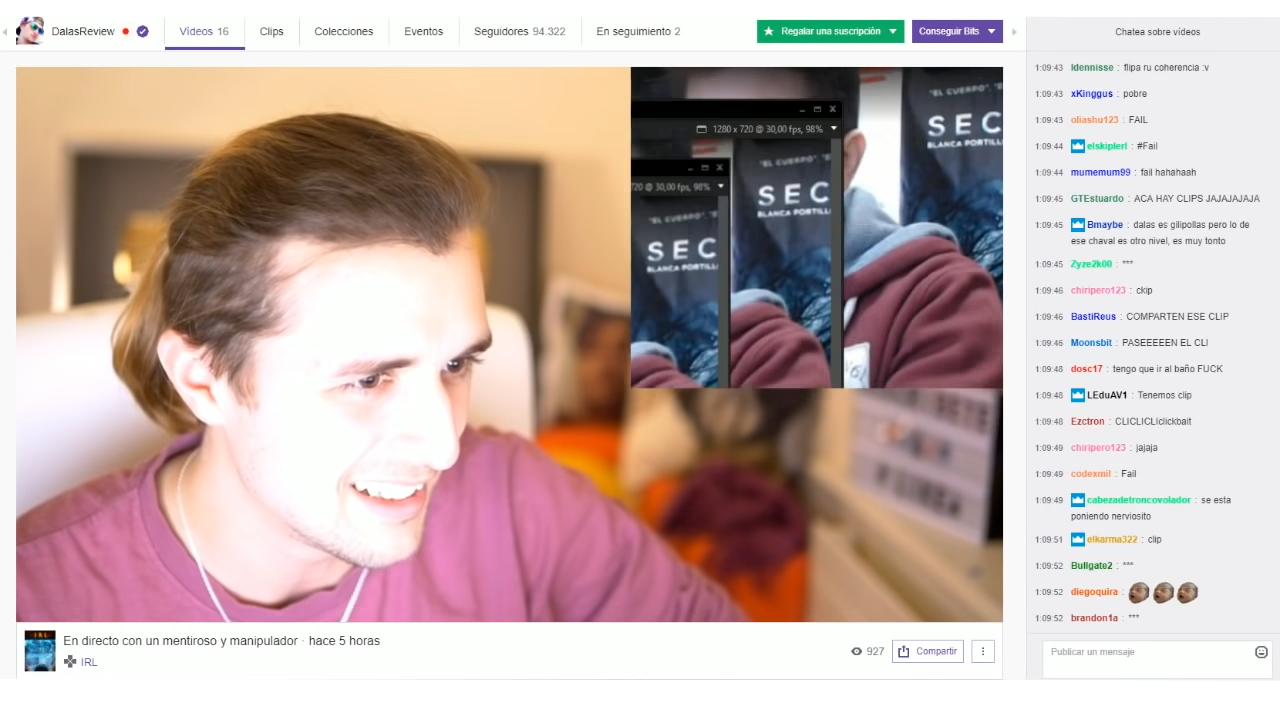 DalasReview
Vídeos 16
Clips
Colecciones
Eventos
Seguidores 94.322
En seguimiento 2
Regalar una suscripción
Conseguir Bits
Chatea sobre vídeos
"EL CUERPO", "E
SEC
BLANCA PORTILL
1280 x 720 @ 30,00 fps, 98%
"EL CUERPO", "E
SEC
BLANCA PORTILL
720 @ 30,00 fps, 98%
"EL CUERPO", "E
SEC
BLANCA PORTILL
1:09:43 Idennisse : flipa ru coherencia :v
1:09:43 xKinggus : pobre
1:09:43 oliashu123 : FAIL
1:09:44 elskipierl : #Fail
1:09:44 mumemum99 : fail hahahaah
1:09:45 GTEstuardo : ACA HAY CLIPS JAJAJAJAJA
1:09:45 Bmaybe : dalas es gilipollas pero lo de
ese chaval es otro nivel, es muy tonto
1:09:45 Zyze2k00 : ***
1:09:46 chiripero123 : ckip
1:09:46 BastiReus : COMPARTEN ESE CLIP
1:09:46 Moonsbit : PASEEEEEN EL CLI
1:09:48 dosc17 : tengo que ir al baño FUCK
1:09:48 LEduAV1 : Tenemos clip
1:09:48 Ezctron : CLICLICLIclickbait
1:09:49 chiripero123 : jajaja
1:09:49 codexmil : Fail
1:09:49 cabezadetroncovolador : se esta
poniendo nerviosito
1:09:51 elkarma322 : clip
1:09:52 Bullgate2 : ***
1:09:52 diegoquira :
1:09:52 brandon1a : ***
Publicar un mensaje
IRL
En directo con un mentiroso y manipulador · hace 5 horas
IRL
927
Compartir